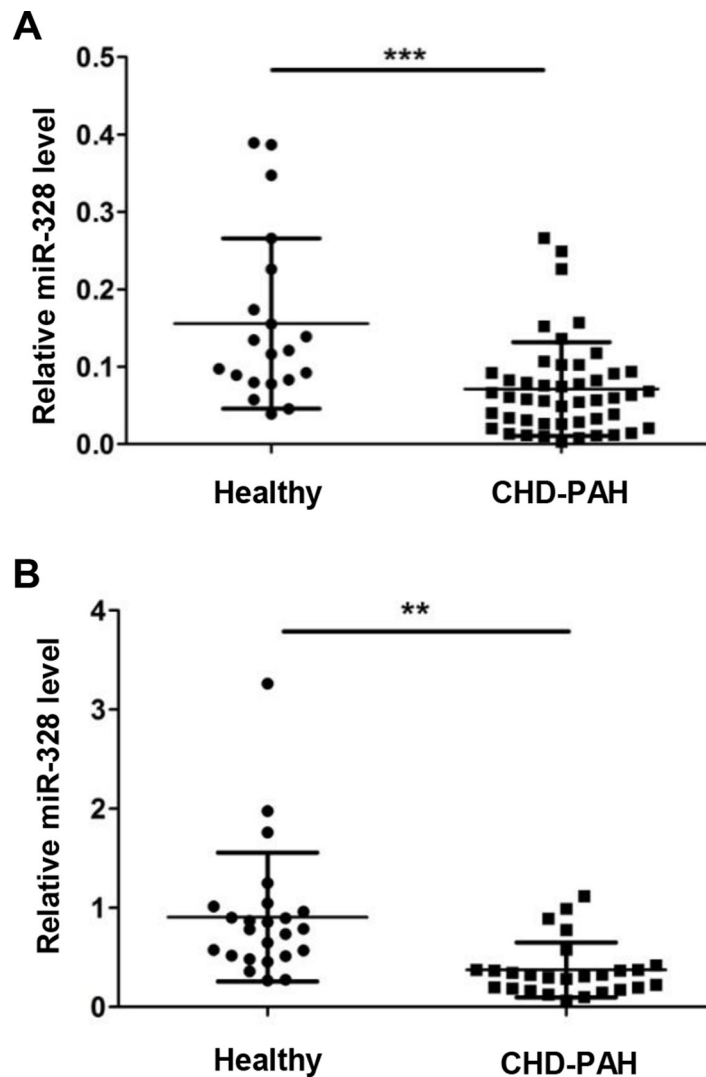 A
Relative miR-328 level
0.5
0.4
0.3
0.2
0.1
0.0
***
Healthy CHD-PAH
B
Relative miR-328 level
4
3
2
1
0
**
Healthy CHD-PAH